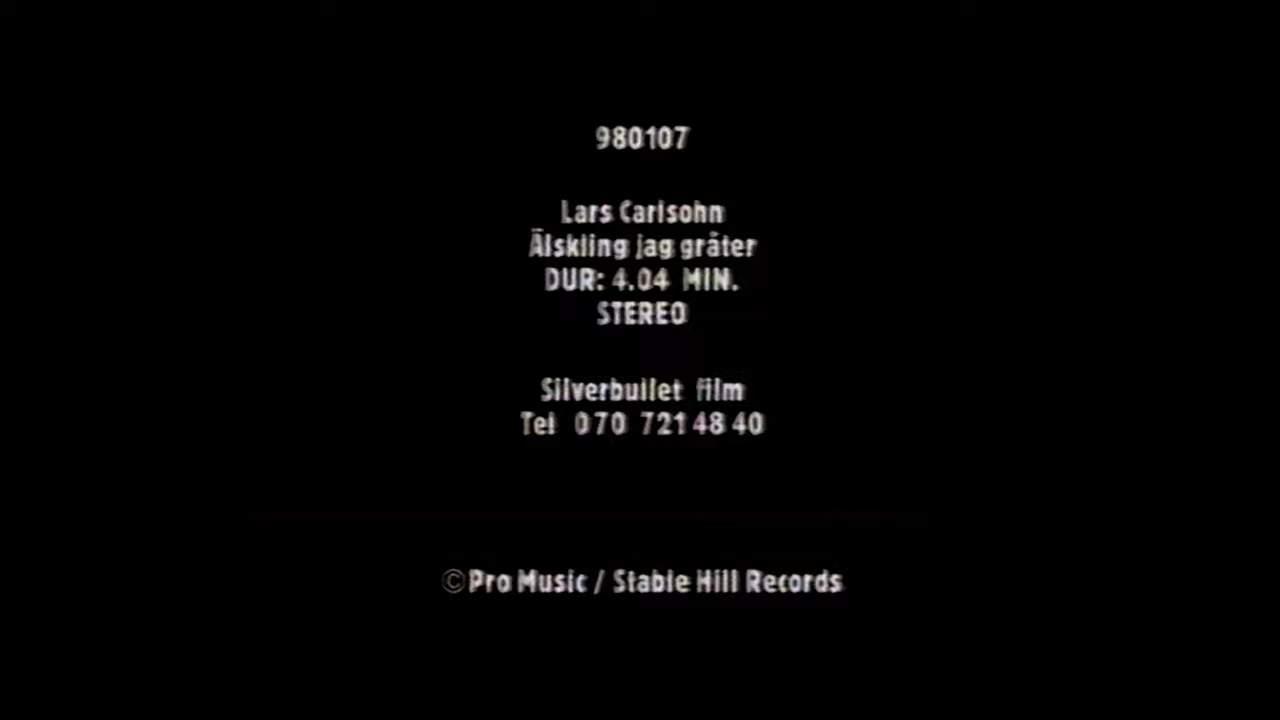 980107
Lars Carlsohn
Älskling jag gråter
DUR: 4.04 MIN.
STEREO
Silverbullet film
Tel 070 721 48 40
©Pro Music / Stable Hill Records